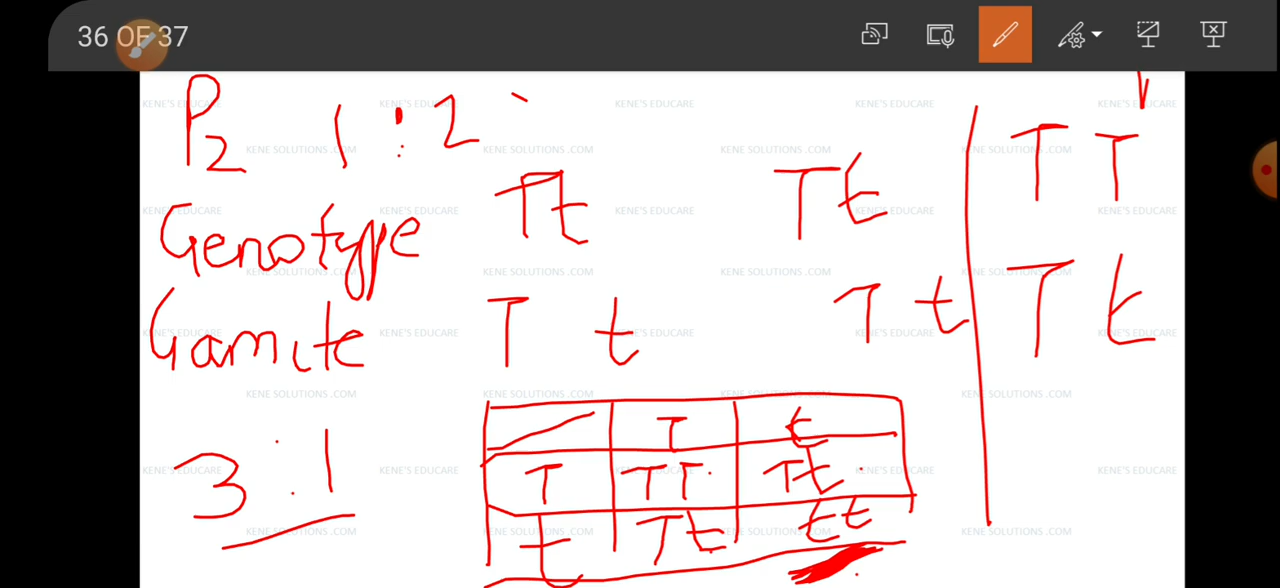 36 OF 37
P2 1 : 2
Genotype Tt Tt
Gamite T t T t
T T
T t
3 : 1
T t
T TT Tt
t Tt tt
KENE'S EDUCARE
KENE SOLUTIONS .COM